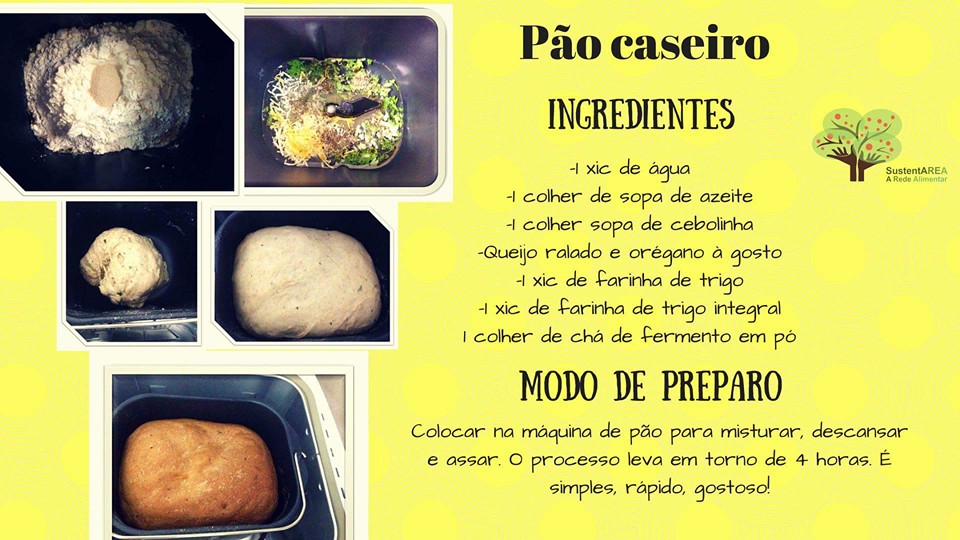 Pão caseiro
INGREDIENTES
-1 xic de água
-1 colher de sopa de azeite
-1 colher sopa de cebolinha
-Queijo ralado e orégano à gosto
-1 xic de farinha de trigo
-1 xic de farinha de trigo integral
1 colher de chá de fermento em pó
MODO DE PREPARO
Colocar na máquina de pão para misturar, descansar
e assar. O processo leva em torno de 4 horas. É
simples, rápido, gostoso!
SustentAREA
A Rede Alimentar